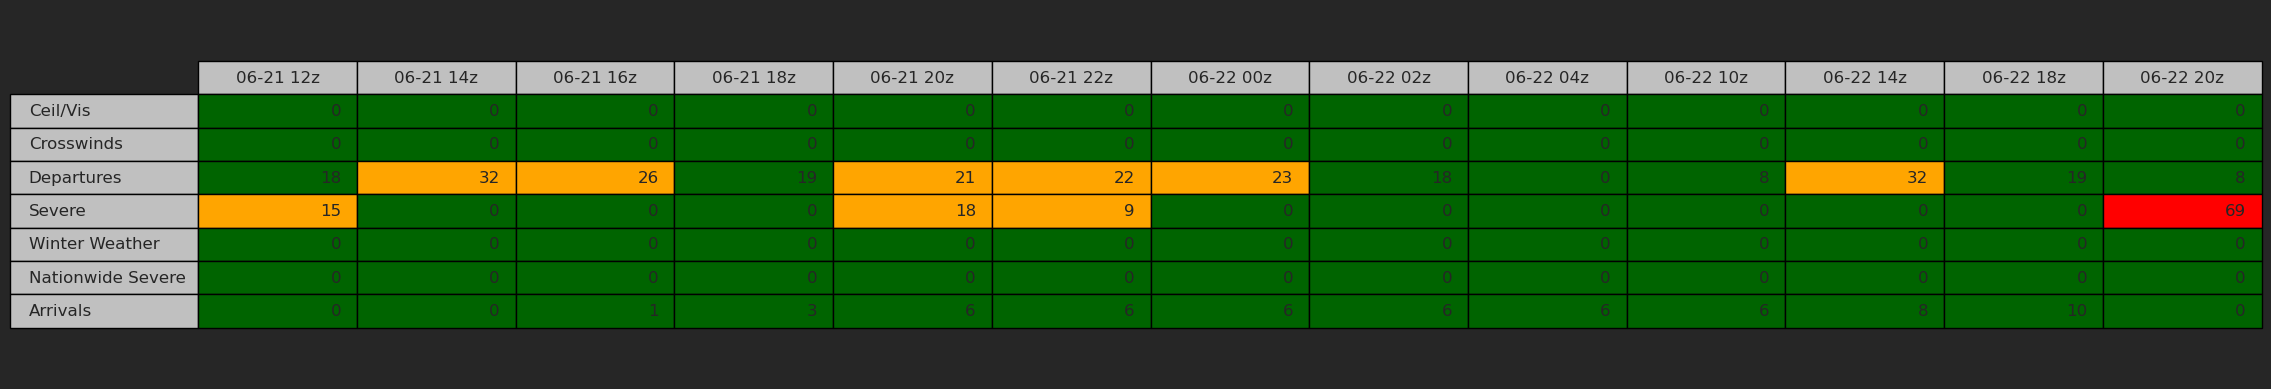 06-21 12z 06-21 14z 06-21 16z 06-21 18z 06-21 20z 06-21 22z 06-22 00z 06-22 02z 06-22 04z 06-22 10z 06-22 14z 06-22 18z 06-22 20z
Ceil/Vis 0 0 0 0 0 0 0 0 0 0 0 0 0
Crosswinds 0 0 0 0 0 0 0 0 0 0 0 0 0
Departures 18 32 26 19 21 22 23 18 0 8 32 19 8
Severe 15 0 0 0 18 9 0 0 0 0 0 0 69
Winter Weather 0 0 0 0 0 0 0 0 0 0 0 0 0
Nationwide Severe 0 0 0 0 0 0 0 0 0 0 0 0 0
Arrivals 0 0 1 3 6 6 6 6 6 6 8 10 0